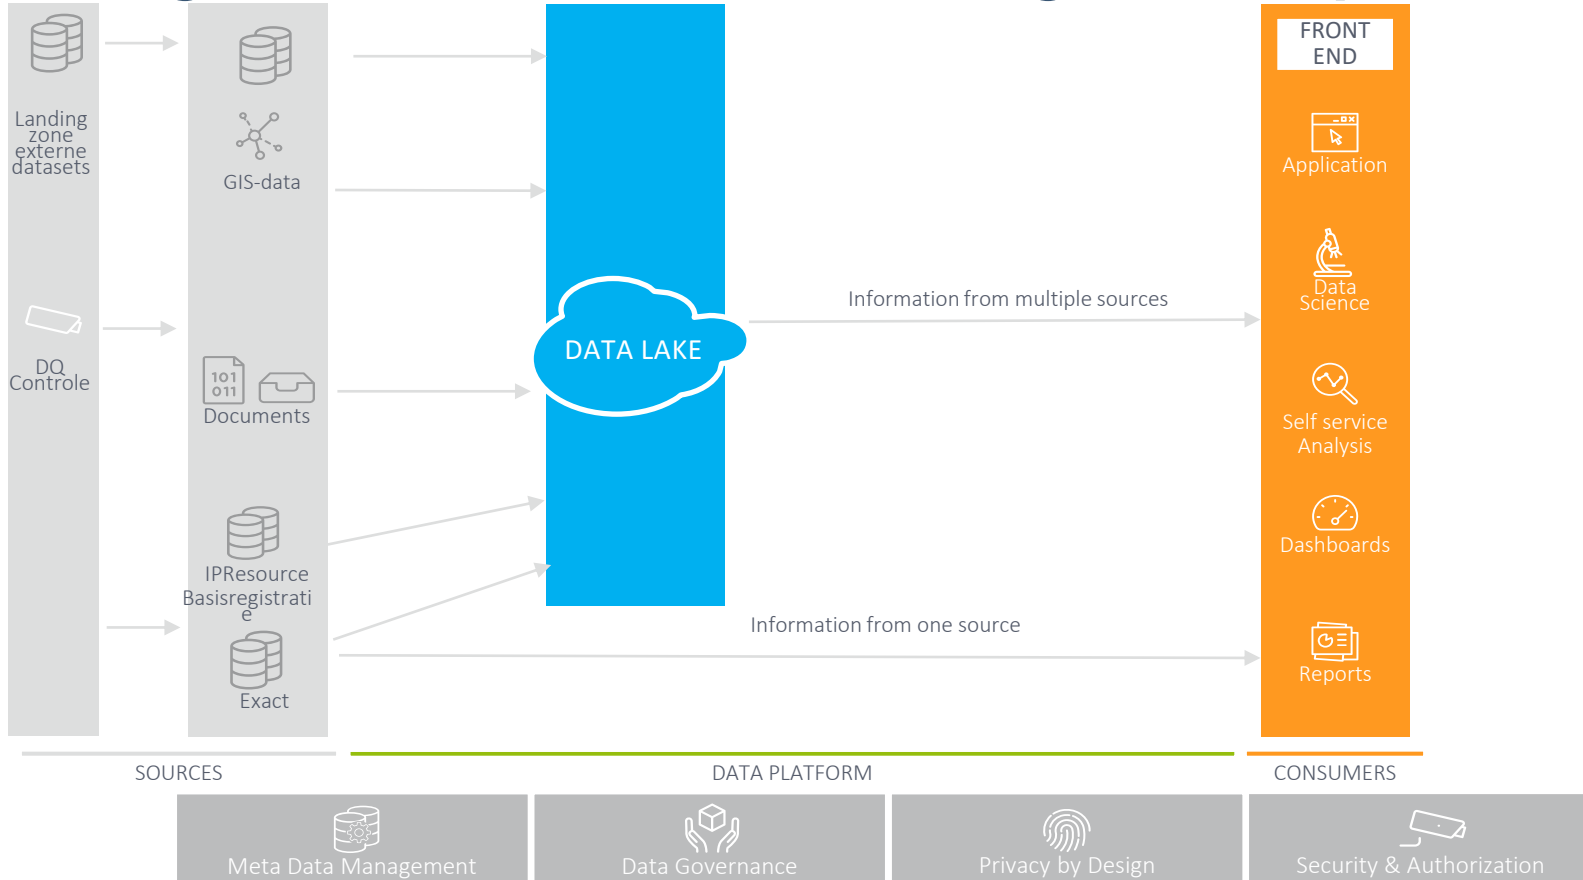 Landing
zone
externe
datasets
DQ
Controle
GIS-data
101
011
Documents
IPResource
Basisregistrati
e
Exact
DATA LAKE
Information from multiple sources
Information from one source
FRONT
END
Application
Data
Science
Self service
Analysis
Dashboards
Reports
SOURCES
DATA PLATFORM
CONSUMERS
Meta Data Management
Data Governance
Privacy by Design
Security & Authorization